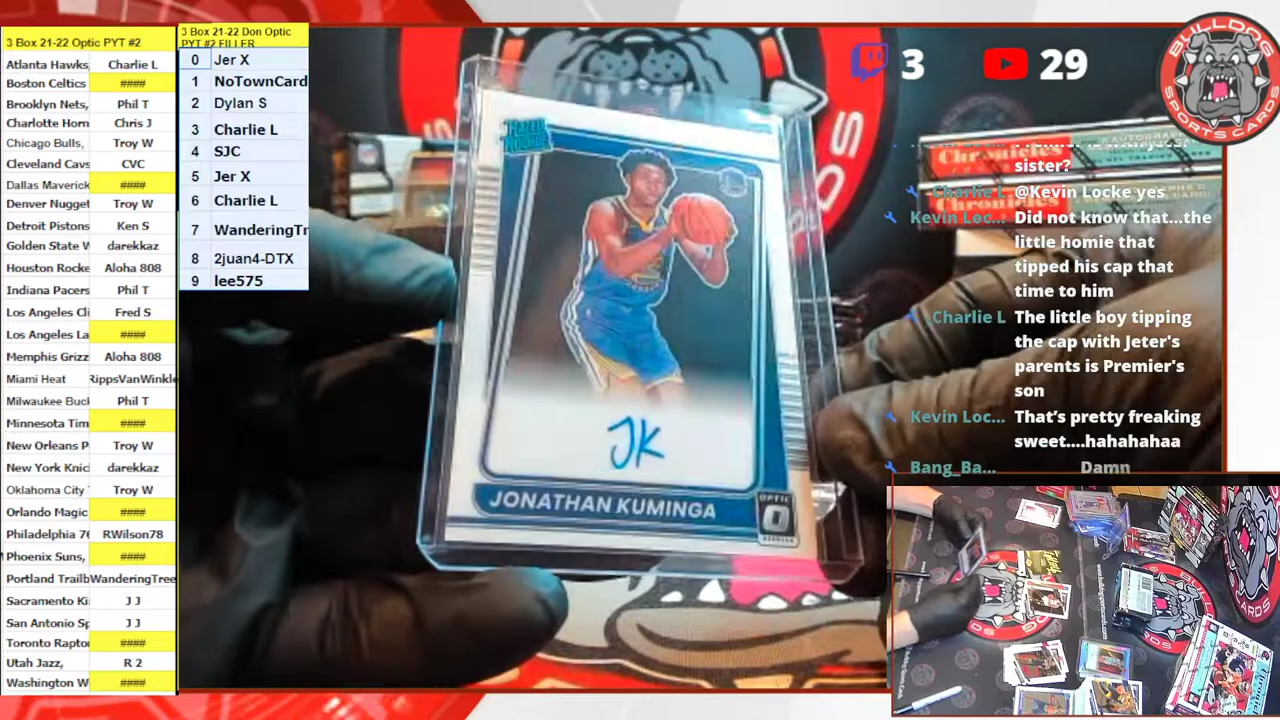 3 Box 21-22 Optic PYT #2
Atlanta Hawks, Charlie L
Boston Celtics ####
Brooklyn Nets, Phil T
Charlotte Horn Chris J
Chicago Bulls, Troy W
Cleveland Cavs CVC
Dallas Maverick ####
Denver Nugget Troy W
Detroit Pistons Ken S
Golden State W darekkaz
Houston Rocke Aloha 808
Indiana Pacers Phil T
Los Angeles Cli Fred S
Los Angeles La ####
Memphis Grizz Aloha 808
Miami Heat RippsVanWinkle
Milwaukee Buck Phil T
Minnesota Tim ####
New Orleans P Troy W
New York Knic darekkaz
Oklahoma City Troy W
Orlando Magic ####
Philadelphia 76 RWilson78
Phoenix Suns, ####
Portland Trailb WanderingTree
Sacramento Ki J J
San Antonio Sp J J
Toronto Rapto ####
Utah Jazz, R 2
Washington W ####
3 Box 21-22 Don Optic
PYT #2 FILLER
0 Jer X
1 NoTownCard
2 Dylan S
3 Charlie L
4 SJC
5 Jer X
6 Charlie L
7 WanderingTr
8 2juan4-DTX
9 lee575
RATED ROOKIE
JK
JONATHAN KUMINGA
OPTIC
3
29
BULLDOG
SPORTS CARDS
Chronicles
sister?
Charlie L @Kevin Locke yes
Kevin Loc... Did not know that...the
little homie that
tipped his cap that
time to him
Charlie L The little boy tipping
the cap with Jeter's
parents is Premier's
son
Kevin Loc... That's pretty freaking
sweet....hahahahaa
Bang_Ba... Damn